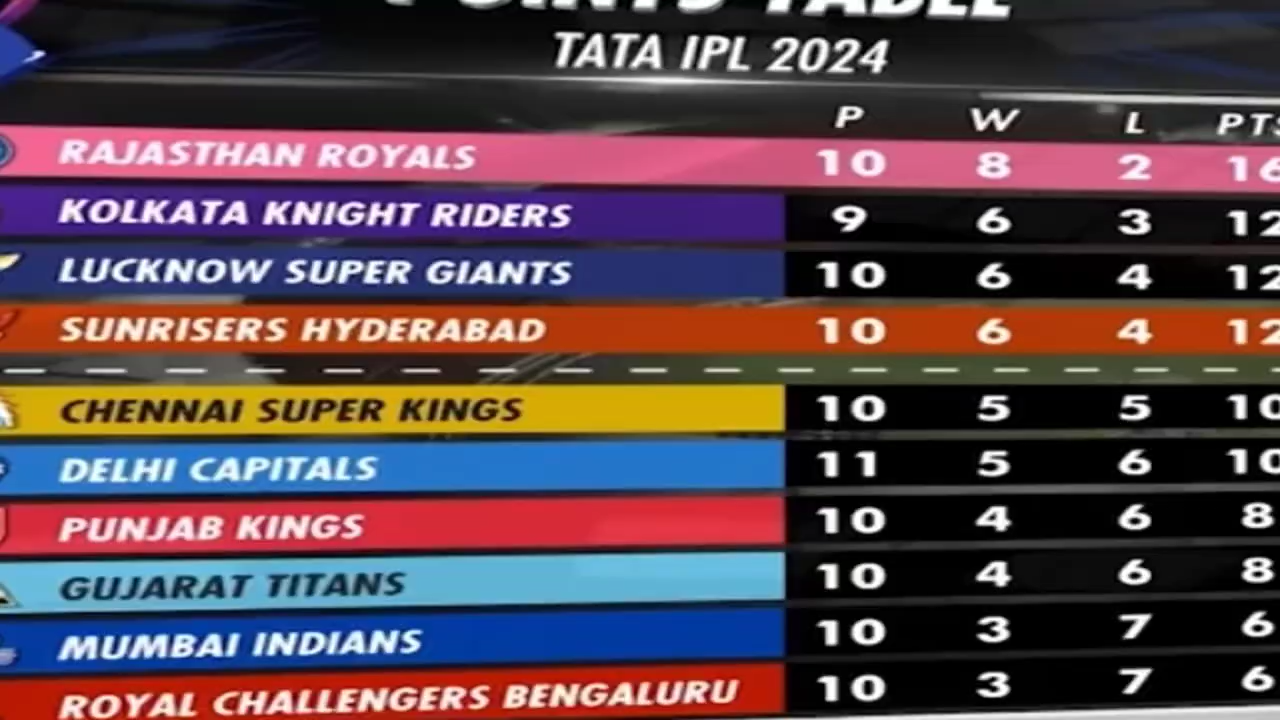 POINTS TABLE
TATA IPL 2024
P W L PTS
RAJASTHAN ROYALS 10 8 2 16
KOLKATA KNIGHT RIDERS 9 6 3 12
LUCKNOW SUPER GIANTS 10 6 4 12
SUNRISERS HYDERABAD 10 6 4 12
CHENNAI SUPER KINGS 10 5 5 10
DELHI CAPITALS 11 5 6 10
PUNJAB KINGS 10 4 6 8
GUJARAT TITANS 10 4 6 8
MUMBAI INDIANS 10 3 7 6
ROYAL CHALLENGERS BENGALURU 10 3 7 6